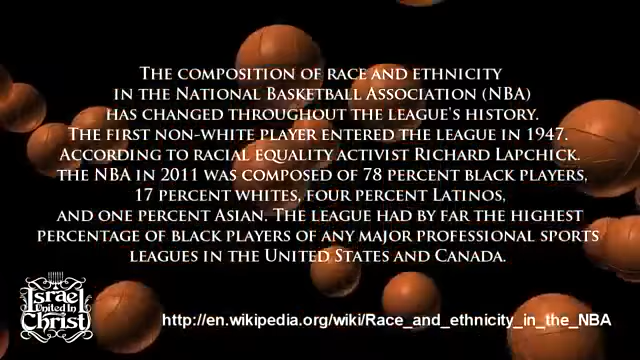 The composition of race and ethnicity
in the National Basketball Association (NBA)
has changed throughout the league's history.
The first non-white player entered the league in 1947.
According to racial equality activist Richard Lapchick.
the NBA in 2011 was composed of 78 percent black players,
17 percent whites, four percent Latinos,
and one percent Asian. The league had by far the highest
percentage of black players of any major professional sports
leagues in the United States and Canada.
Israel
United In
Christ
http://en.wikipedia.org/wiki/Race_and_ethnicity_in_the_NBA